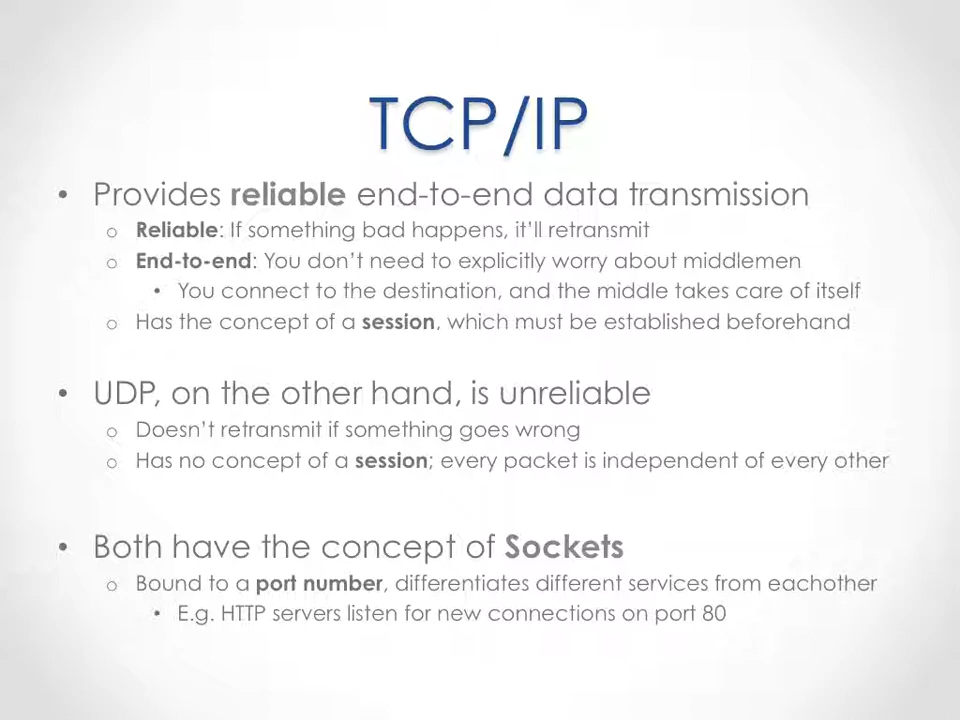 TCP/IP
• Provides reliable end-to-end data transmission
o Reliable: If something bad happens, it'll retransmit
o End-to-end: You don't need to explicitly worry about middlemen
• You connect to the destination, and the middle takes care of itself
o Has the concept of a session, which must be established beforehand
• UDP, on the other hand, is unreliable
o Doesn't retransmit if something goes wrong
o Has no concept of a session; every packet is independent of every other
• Both have the concept of Sockets
o Bound to a port number, differentiates different services from eachother
• E.g. HTTP servers listen for new connections on port 80